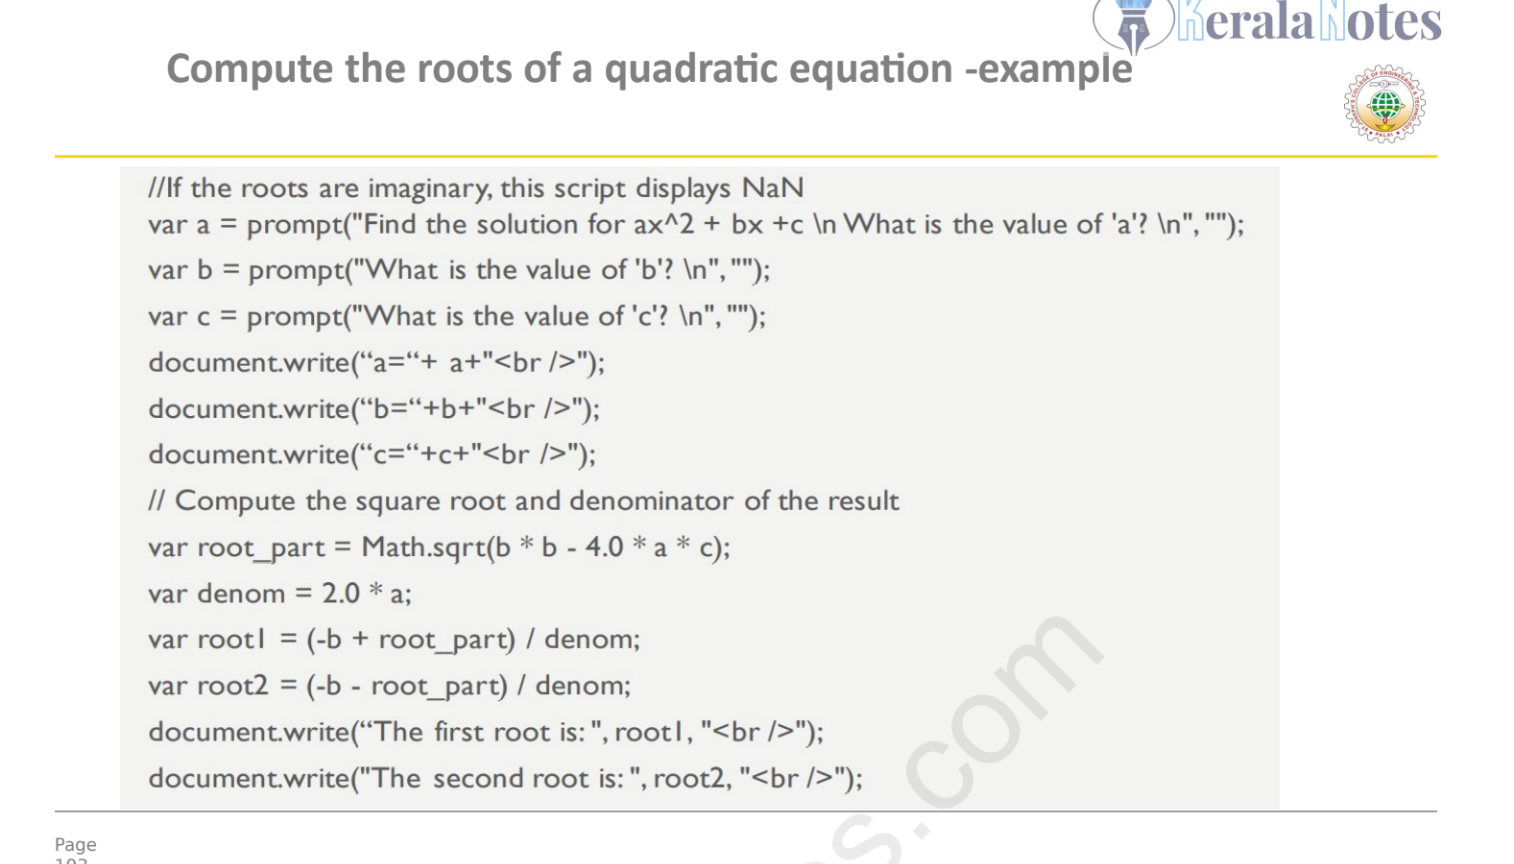 KeralaNotes
Compute the roots of a quadratic equation -example
//If the roots are imaginary, this script displays NaN
var a = prompt("Find the solution for ax^2 + bx +c \n What is the value of 'a'? \n", "");
var b = prompt("What is the value of 'b'? \n", "");
var c = prompt("What is the value of 'c'? \n", "");
document.write(“a=“+ a+"<br />");
document.write(“b=“+b+"<br />");
document.write(“c=“+c+"<br />");
// Compute the square root and denominator of the result
var root_part = Math.sqrt(b * b - 4.0 * a * c);
var denom = 2.0 * a;
var root1 = (-b + root_part) / denom;
var root2 = (-b - root_part) / denom;
document.write(“The first root is: ", root1, "<br />");
document.write("The second root is: ", root2, "<br />");
s.com
Page